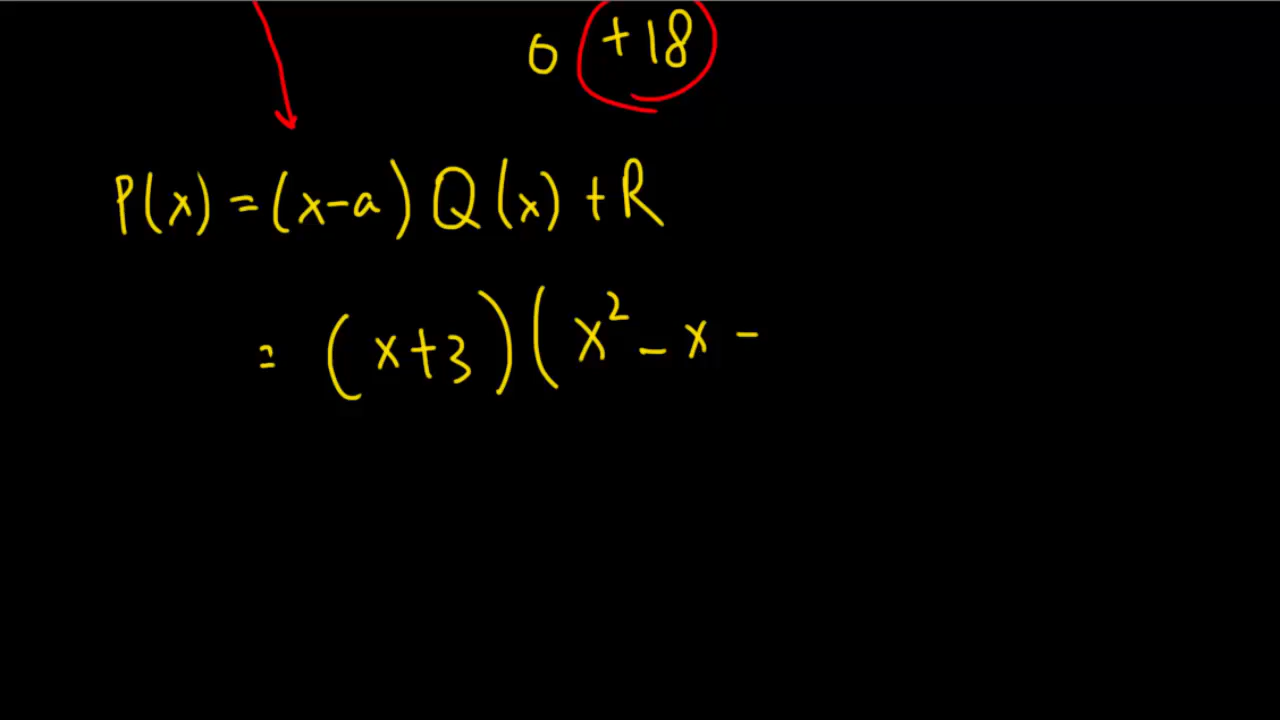 0 +18
P(x) = (x-a) Q(x) + R
= (x+3)(x² - x -